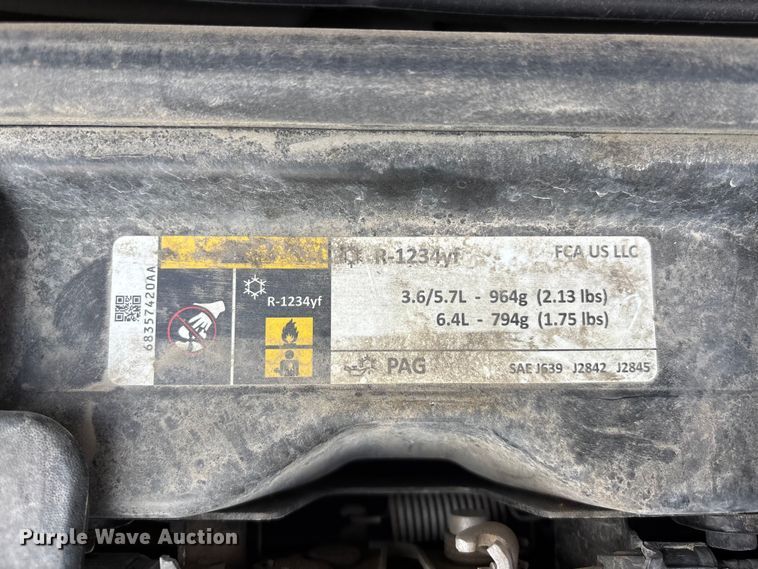 68357420AA
R-1234yf
R-1234yf
FCA US LLC
3.6/5.7L - 964g (2.13 lbs)
6.4L - 794g (1.75 lbs)
PAG
SAE J639 J2842 J2845
Purple Wave Auction